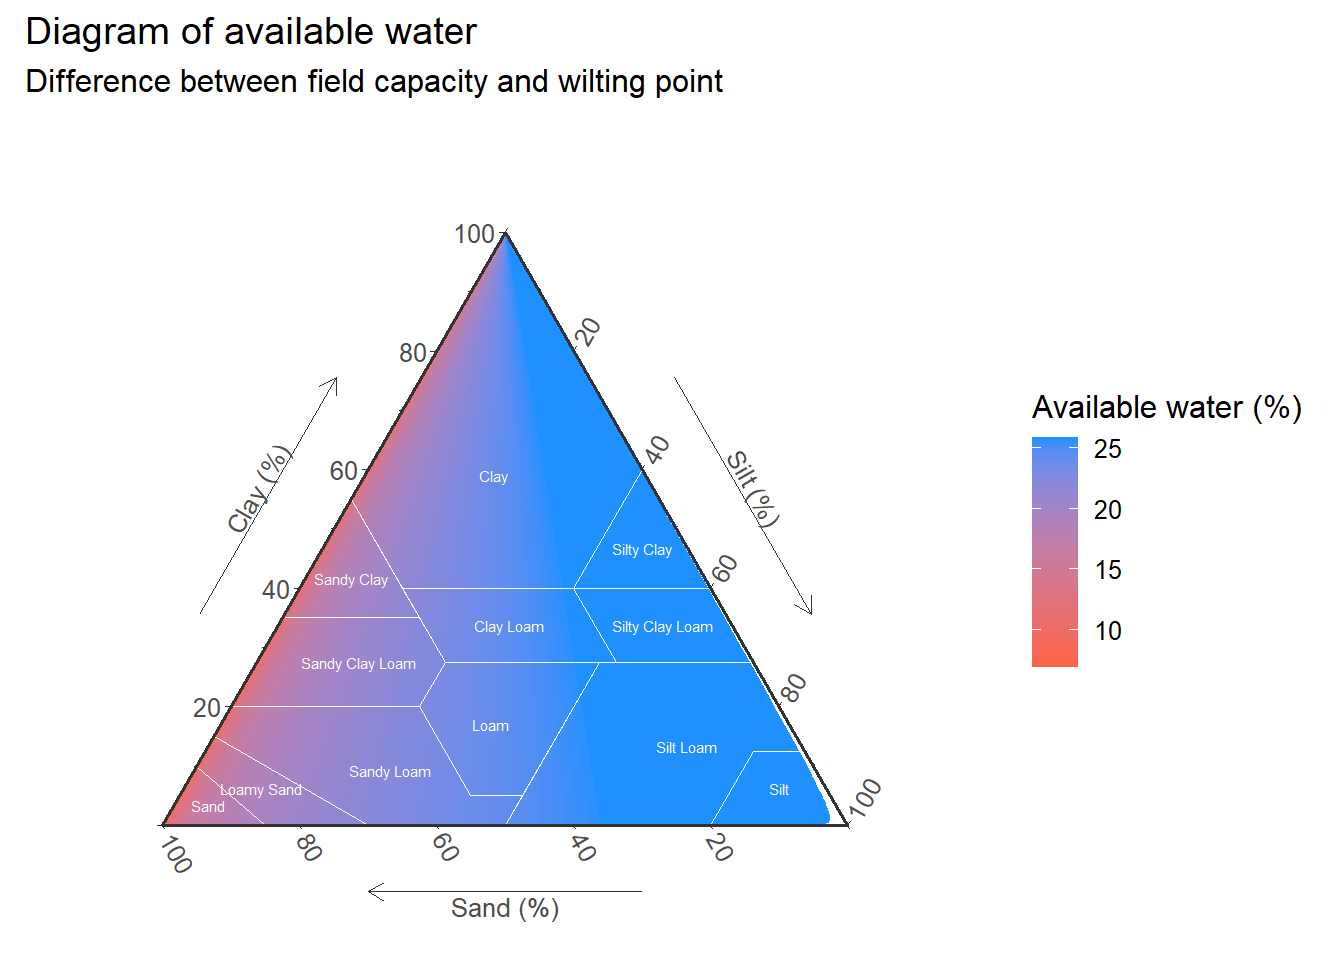 Diagram of available water
Difference between field capacity and wilting point
100
80
60
40
20
Clay (%)
20
40
60
80
100
Silt (%)
100
80
60
40
20
Sand (%)
Clay
Silty Clay
Sandy Clay
Clay Loam
Silty Clay Loam
Sandy Clay Loam
Loam
Silt Loam
Sandy Loam
Loamy Sand
Silt
Sand
Available water (%)
25
20
15
10